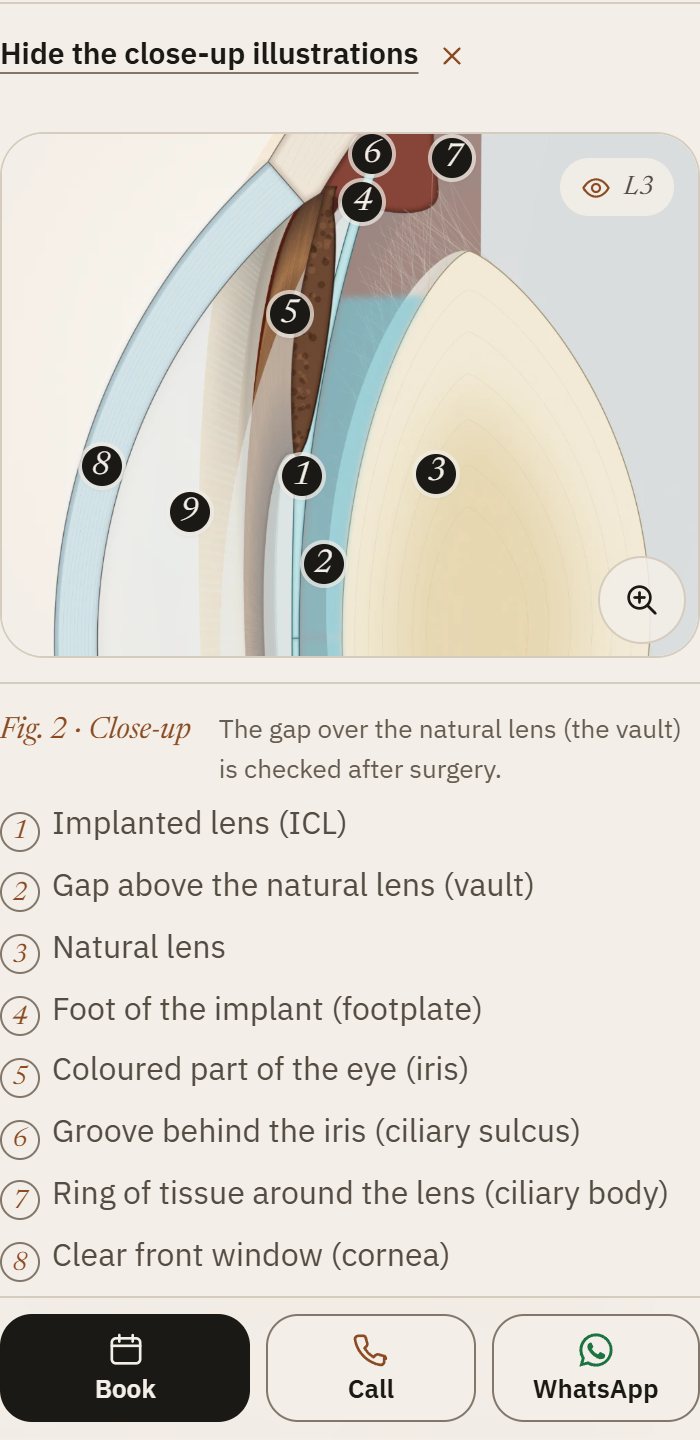 Hide the close-up illustrations
6
7
L3
4
5
8
1
3
9
2
Fig. 2 · Close-up
The gap over the natural lens (the vault)
is checked after surgery.
1 Implanted lens (ICL)
2 Gap above the natural lens (vault)
3 Natural lens
4 Foot of the implant (footplate)
5 Coloured part of the eye (iris)
6 Groove behind the iris (ciliary sulcus)
7 Ring of tissue around the lens (ciliary body)
8 Clear front window (cornea)
Book
Call
WhatsApp